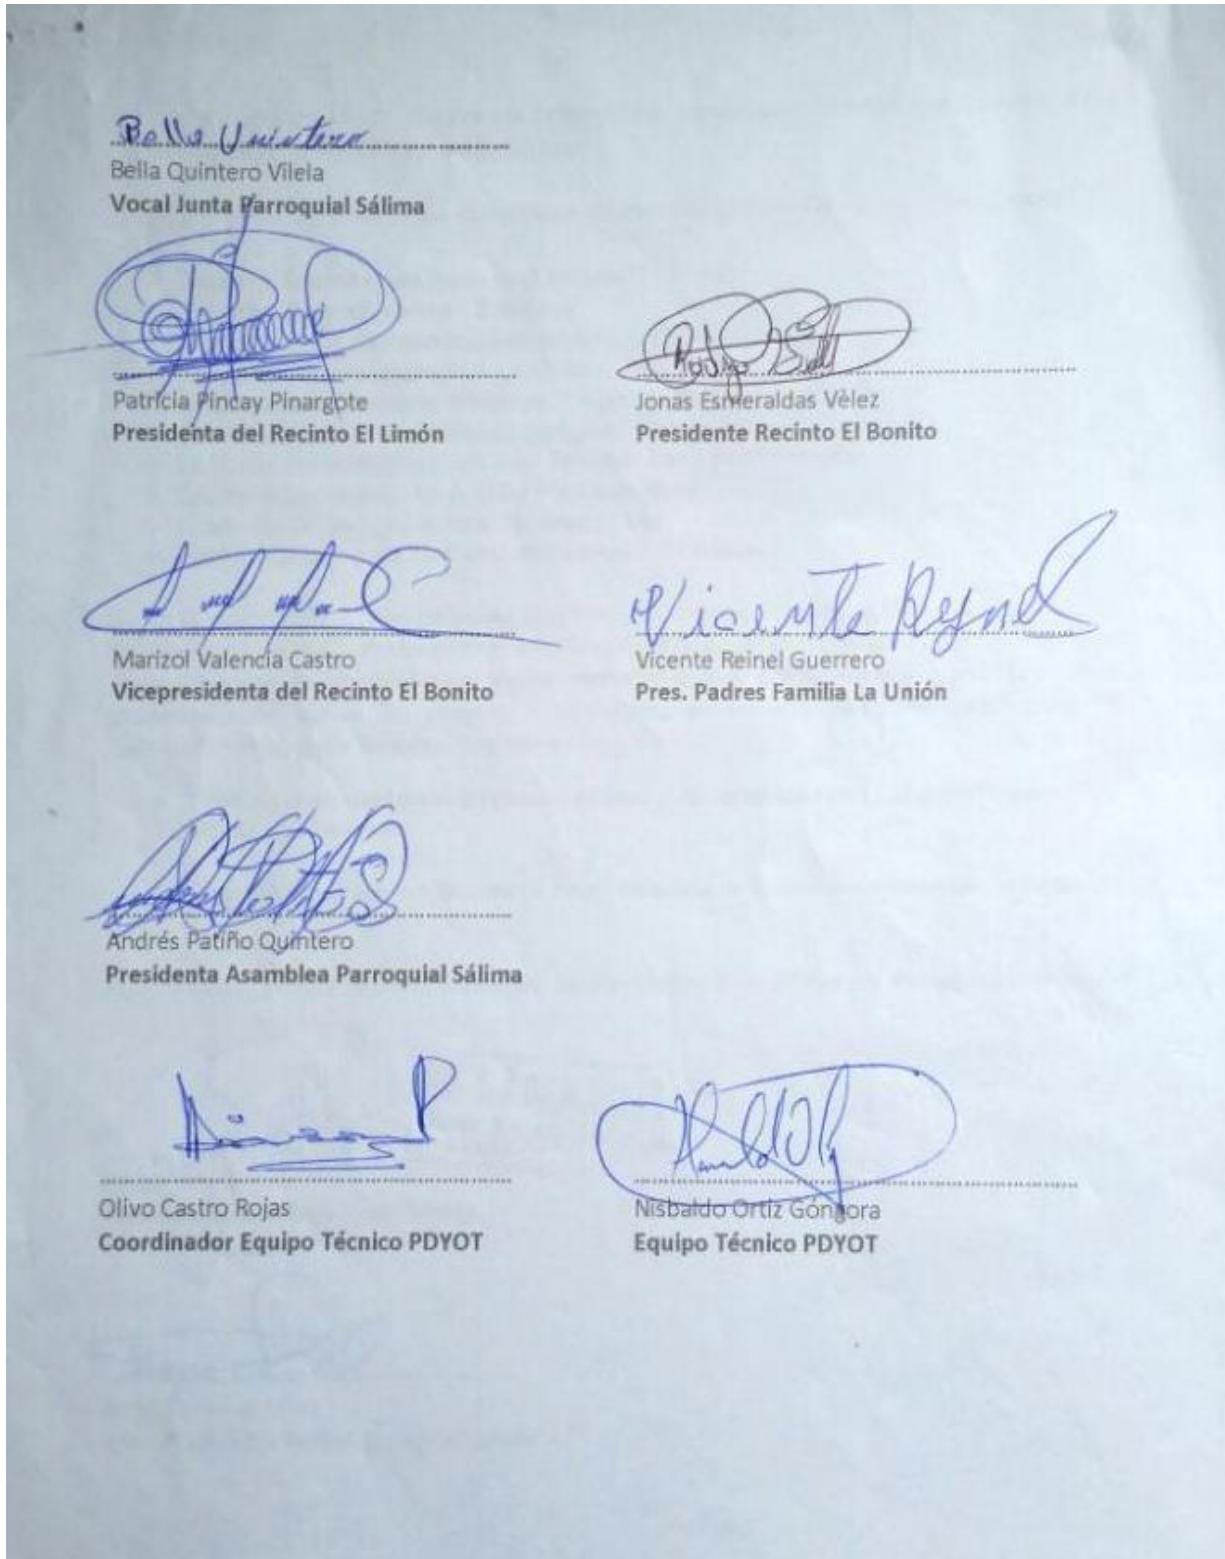 Bella Quintero
Bella Quintero Vilela
Vocal Junta Parroquial Sálima
Patricia Pincay Pinargote
Presidenta del Recinto El Limón
Rodrigo
Jonas Esmeraldas Vèlez
Presidente Recinto El Bonito
Marizol Valencia Castro
Vicepresidenta del Recinto El Bonito
Vicente Reynel
Vicente Reinel Guerrero
Pres. Padres Familia La Unión
Andrés Patiño Quintero
Presidenta Asamblea Parroquial Sálima
Olivo Castro Rojas
Coordinador Equipo Técnico PDYOT
Nisbaldo Ortiz Góngora
Equipo Técnico PDYOT